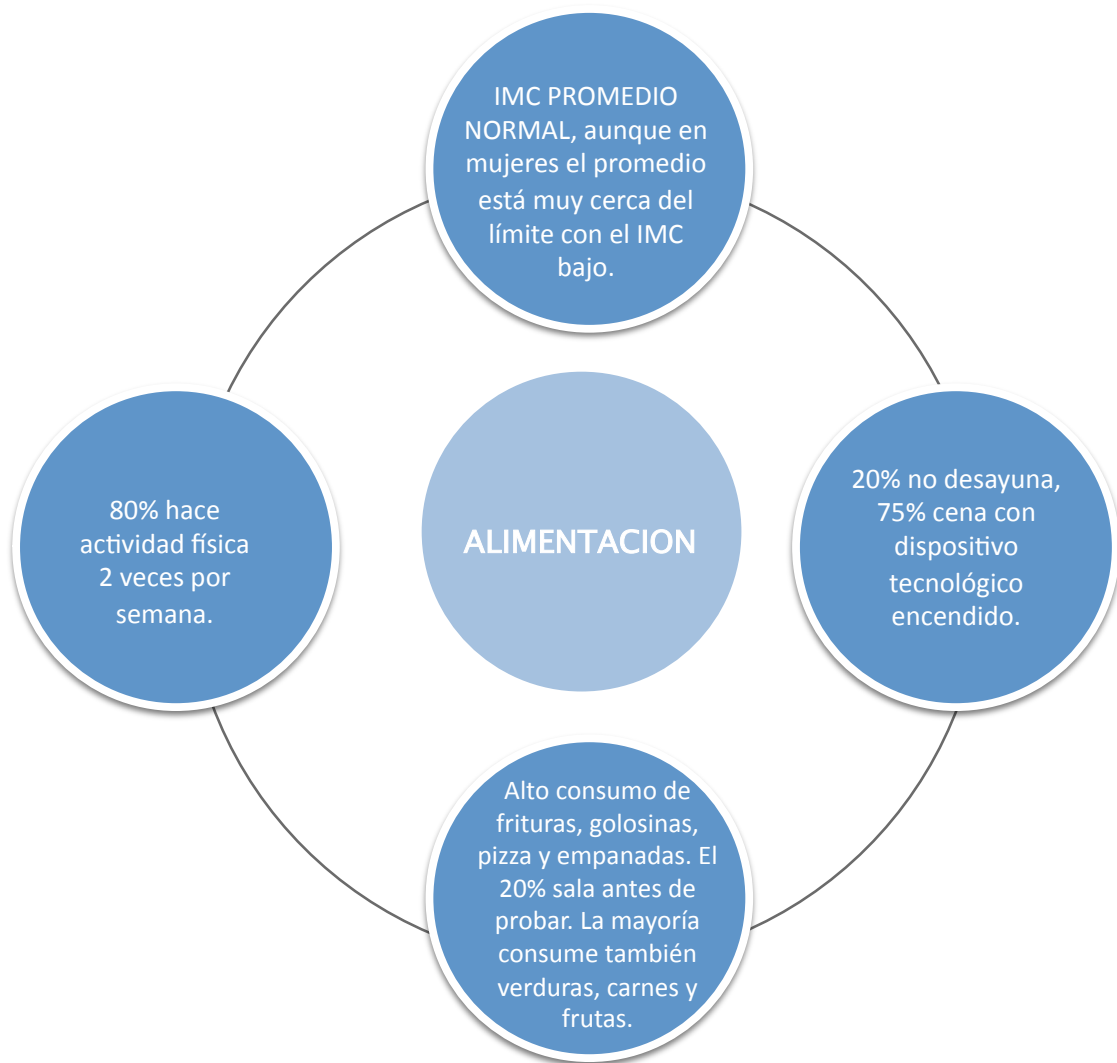 IMC PROMEDIO
NORMAL, aunque en
mujeres el promedio
está muy cerca del
límite con el IMC
bajo.
80% hace
actividad física
2 veces por
semana.
ALIMENTACION
20% no desayuna,
75% cena con
dispositivo
tecnológico
encendido.
Alto consumo de
frituras, golosinas,
pizza y empanadas. El
20% sala antes de
probar. La mayoría
consume también
verduras, carnes y
frutas.